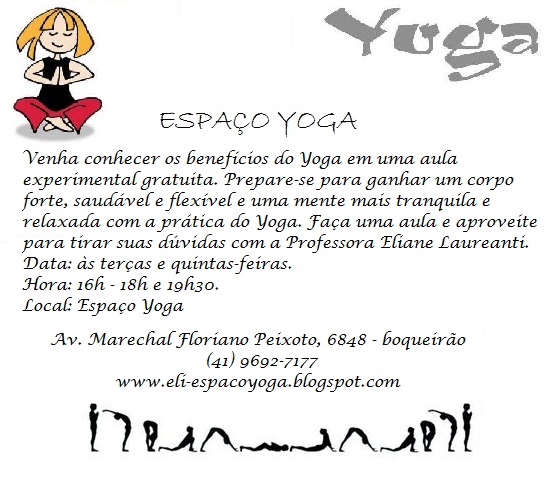 Yoga
ESPAÇO YOGA
Venha conhecer os benefícios do Yoga em uma aula
experimental gratuita. Prepare-se para ganhar um corpo
forte, saudável e flexível e uma mente mais tranquila e
relaxada com a prática do Yoga. Faça uma aula e aproveite
para tirar suas dúvidas com a Professora Eliane Laureanti.
Data: às terças e quintas-feiras.
Hora: 16h - 18h e 19h30.
Local: Espaço Yoga
Av. Marechal Floriano Peixoto, 6848 - boqueirão
(41) 9692-7177
www.eli-espacoyoga.blogspot.com